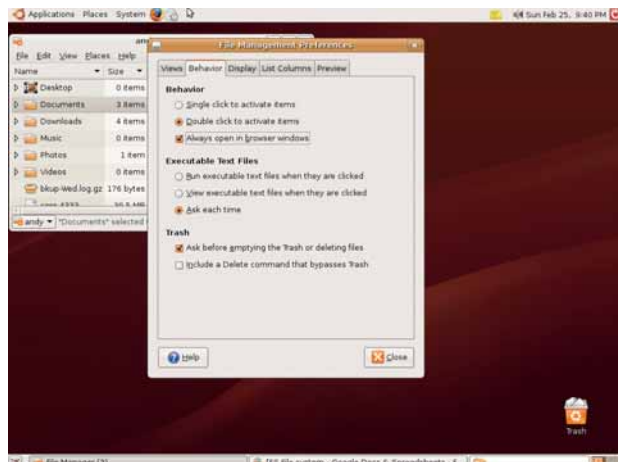 Applications Places System
Sun Feb 25, 9:40 PM
File Management Preferences
File Edit View Places Help
Name Size
Desktop 0 items
Documents 3 items
Downloads 4 items
Music 0 items
Photos 1 item
Videos 0 items
bkup-Wed.log.gz 176 bytes
andy "Documents" selected
Views Behavior Display List Columns Preview
Behavior
Single click to activate items
Double click to activate items
Always open in browser windows
Executable Text Files
Run executable text files when they are clicked
View executable text files when they are clicked
Ask each time
Trash
Ask before emptying the Trash or deleting files
Include a Delete command that bypasses Trash
Help
Close
Trash